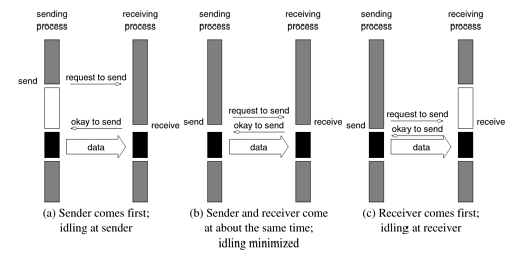 sending process
receiving process
send
request to send
okay to send
receive
data
(a) Sender comes first;
idling at sender
sending process
receiving process
send
request to send
okay to send
receive
data
(b) Sender and receiver come
at about the same time;
idling minimized
sending process
receiving process
send
request to send
okay to send
receive
data
(c) Receiver comes first;
idling at receiver